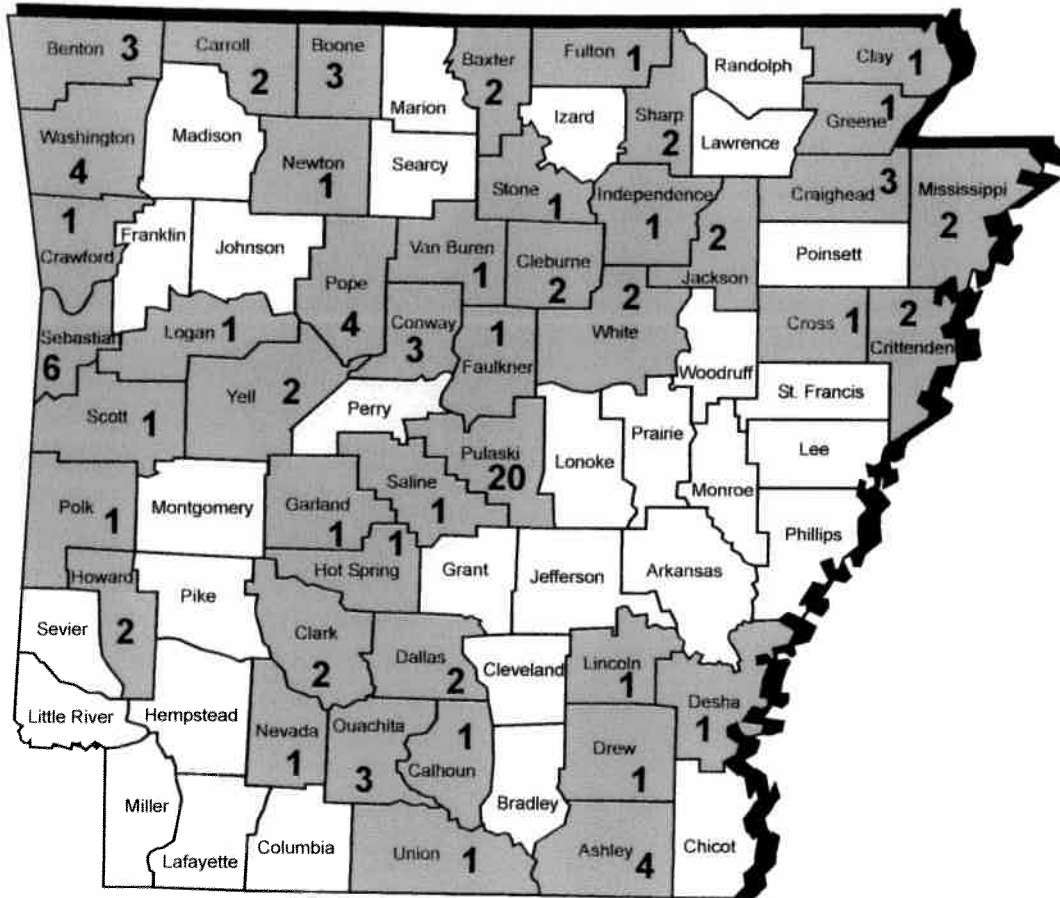 Benton 3
Carroll
2
Boone
3
Marion
Baxter
2
Fulton 1
Randolph
Clay 1
Izard
Sharp
2
Lawrence
Greene 1
Washington
4
Madison
Newton
1
Searcy
Stone
1
Independence
1
2
Jackson
Craighead 3
Mississippi
2
Poinsett
1
Crawford
Franklin
Johnson
Pope
4
Van Buren
1
Cleburne
2
2
White
Cross 1
2
Crittenden
Sebastian
6
Logan 1
Conway
3
1
Faulkner
Woodruff
St. Francis
Scott 1
Yell 2
Perry
Pulaski
20
Lonoke
Prairie
Monroe
Lee
Phillips
Polk 1
Montgomery
Garland
1
Saline
1
1
Hot Spring
Grant
Jefferson
Arkansas
Howard
2
Sevier
Pike
Clark
2
Dallas
2
Cleveland
Lincoln
1
Desha
1
Little River
Hempstead
Nevada
1
Ouachita
3
1
Calhoun
Drew
1
Miller
Lafayette
Columbia
Union 1
Bradley
Ashley
4
Chicot